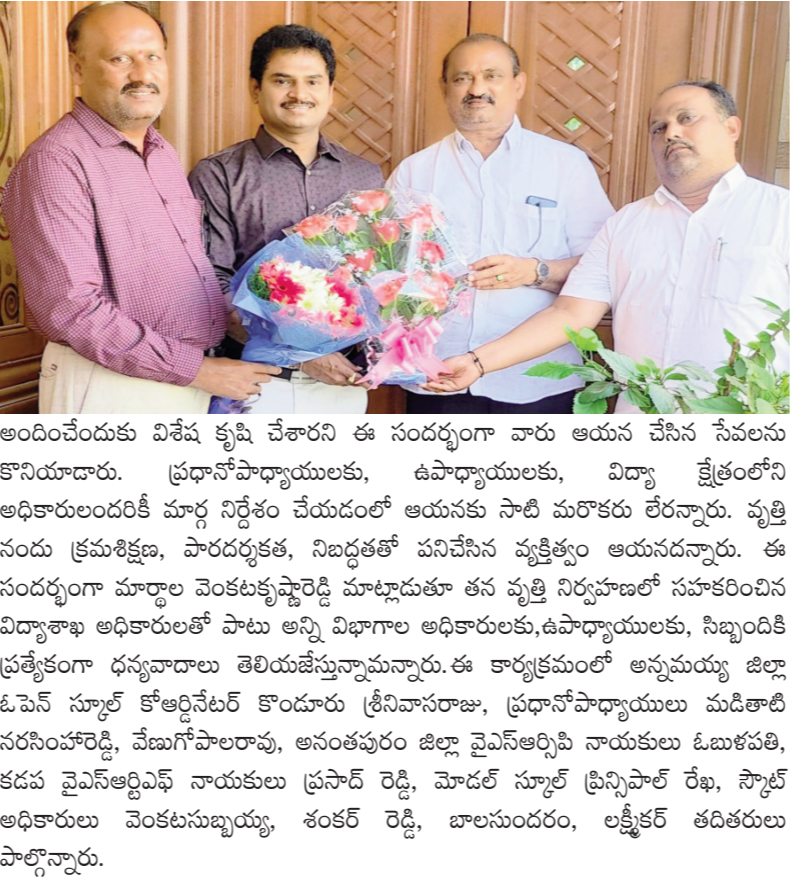 అందించేందుకు విశేష కృషి చేశారని ఈ సందర్భంగా వారు ఆయన చేసిన సేవలను
కొనియాడారు. ప్రధానోపాధ్యాయులకు, ఉపాధ్యాయులకు, విద్యా క్షేత్రంలోని
అధికారులందరికీ మార్గ నిర్దేశం చేయడంలో ఆయనకు సాటి మరొకరు లేరన్నారు. వృత్తి
నందు క్రమశిక్షణ, పారదర్శకత, నిబద్ధతతో పనిచేసిన వ్యక్తిత్వం ఆయనదన్నారు. ఈ
సందర్భంగా మార్థాల వెంకటకృష్ణారెడ్డి మాట్లాడుతూ తన వృత్తి నిర్వహణలో సహకరించిన
విద్యాశాఖ అధికారులతో పాటు అన్ని విభాగాల అధికారులకు,ఉపాధ్యాయులకు, సిబ్బందికి
ప్రత్యేకంగా ధన్యవాదాలు తెలియజేస్తున్నామన్నారు.ఈ కార్యక్రమంలో అన్నమయ్య జిల్లా
ఓపెన్ స్కూల్ కోఆర్డినేటర్ కొండూరు శ్రీనివాసరాజు, ప్రధానోపాధ్యాయులు మడితాటి
నరసింహారెడ్డి, వేణుగోపాలరావు, అనంతపురం జిల్లా వైఎస్ఆర్సిపి నాయకులు ఓబుళపతి,
కడప వైఎస్ఆర్టిఎఫ్ నాయకులు ప్రసాద్ రెడ్డి, మోడల్ స్కూల్ ప్రిన్సిపాల్ రేఖ, స్కౌట్
అధికారులు వెంకటసుబ్బయ్య, శంకర్ రెడ్డి, బాలసుందరం, లక్ష్మీకర్ తదితరులు
పాల్గొన్నారు.